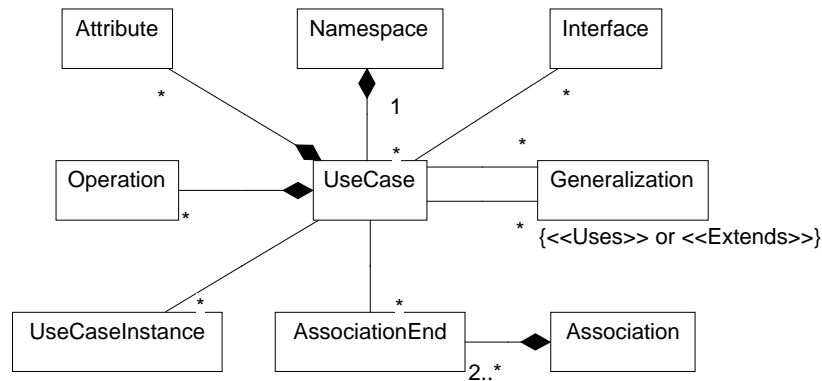 Attribute
Namespace
Interface
*
1
*
*
*
Operation
UseCase
Generalization
*
*
{<<Uses>> or <<Extends>>}
*
*
UseCaseInstance
AssociationEnd
Association
2..*